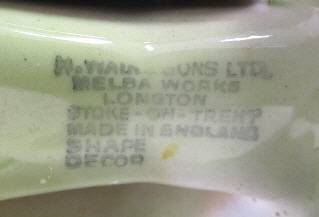 H. WAIN & SONS LTD.
MELBA WORKS
LONGTON
STOKE-ON-TRENT
MADE IN ENGLAND
SHAPE
DECOR